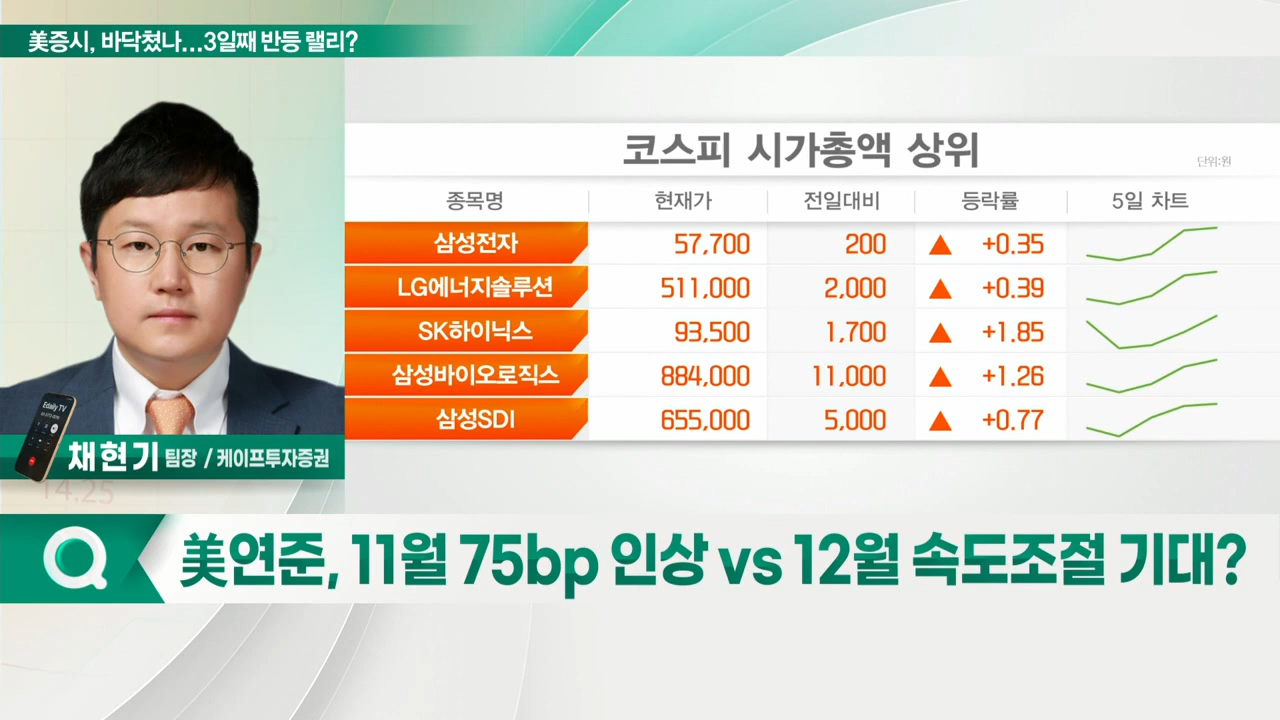 美증시, 바닥쳤나...3일째 반등 랠리?
코스피 시가총액 상위
단위:원
종목명 현재가 전일대비 등락률 5일 차트
삼성전자 57,700 200 ▲ +0.35
LG에너지솔루션 511,000 2,000 ▲ +0.39
SK하이닉스 93,500 1,700 ▲ +1.85
삼성바이오로직스 884,000 11,000 ▲ +1.26
삼성SDI 655,000 5,000 ▲ +0.77
Edaily TV
채현기 팀장 / 케이프투자증권
14.25
Q 美연준, 11월 75bp 인상 vs 12월 속도조절 기대?